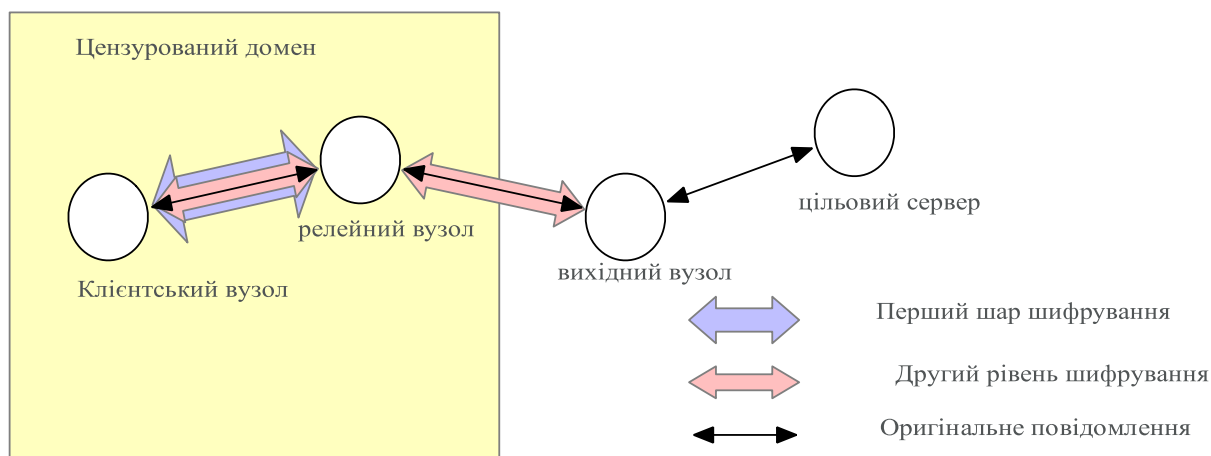 Цензурований домен
цільовий сервер
релейний вузол
вихідний вузол
Клієнтський вузол
Перший шар шифрування
Другий рівень шифрування
Оригінальне повідомлення